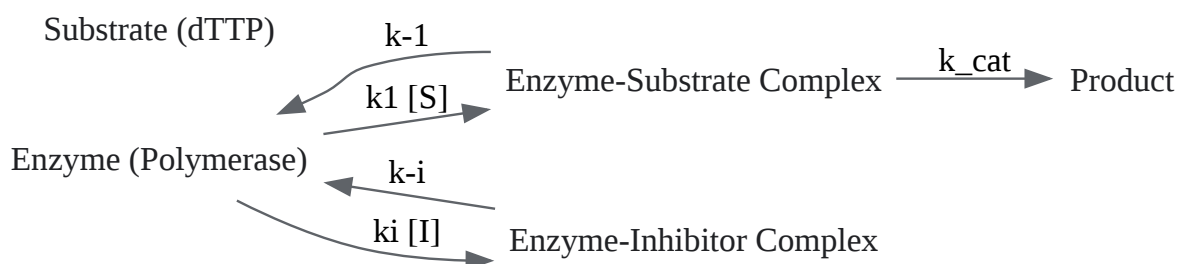 Substrate (dTTP)
k-1
k_cat
Enzyme-Substrate Complex
Product
k1 [S]
Enzyme (Polymerase)
k-i
ki [I]
Enzyme-Inhibitor Complex